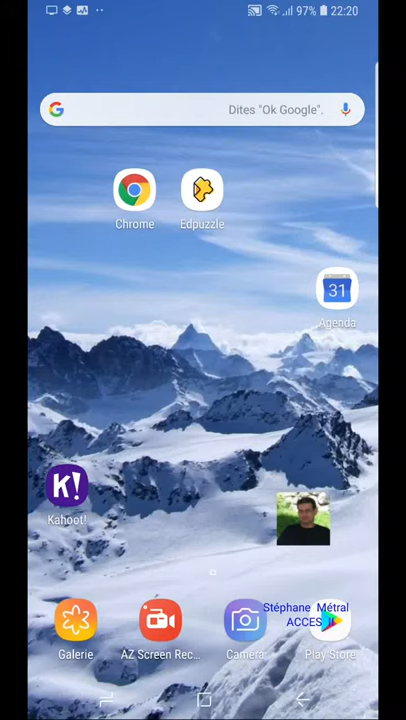 97% 22:20
Dites "Ok Google".
Chrome Edpuzzle
31
Agenda
K!
Kahoot!
Stéphane Métral
ACCES II
Galerie AZ Screen Rec... Camera Play Store